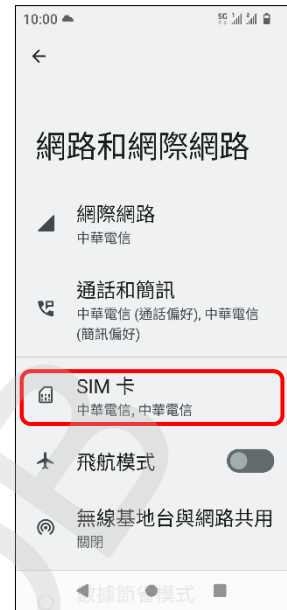 10:00
5G
網路和網際網路
網際網路
中華電信
通話和簡訊
中華電信 (通話偏好), 中華電信
(簡訊偏好)
SIM 卡
中華電信, 中華電信
飛航模式
無線基地台與網路共用
關閉
數據節省模式